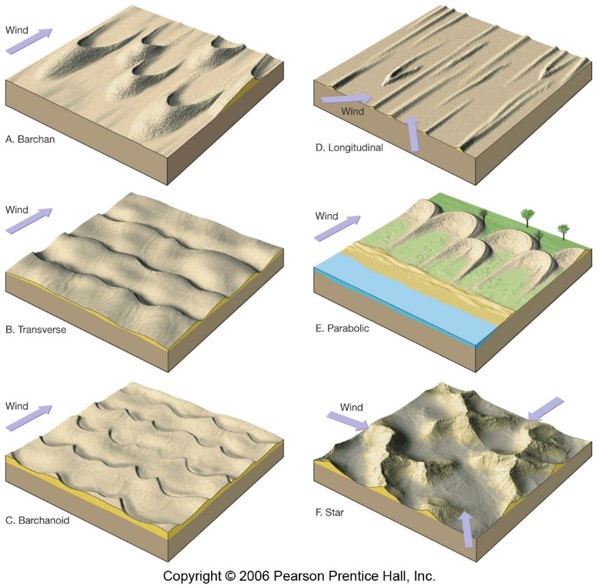 Wind
A. Barchan
Wind
D. Longitudinal
Wind
B. Transverse
Wind
E. Parabolic
Wind
C. Barchanoid
Wind
F. Star
Copyright © 2006 Pearson Prentice Hall, Inc.